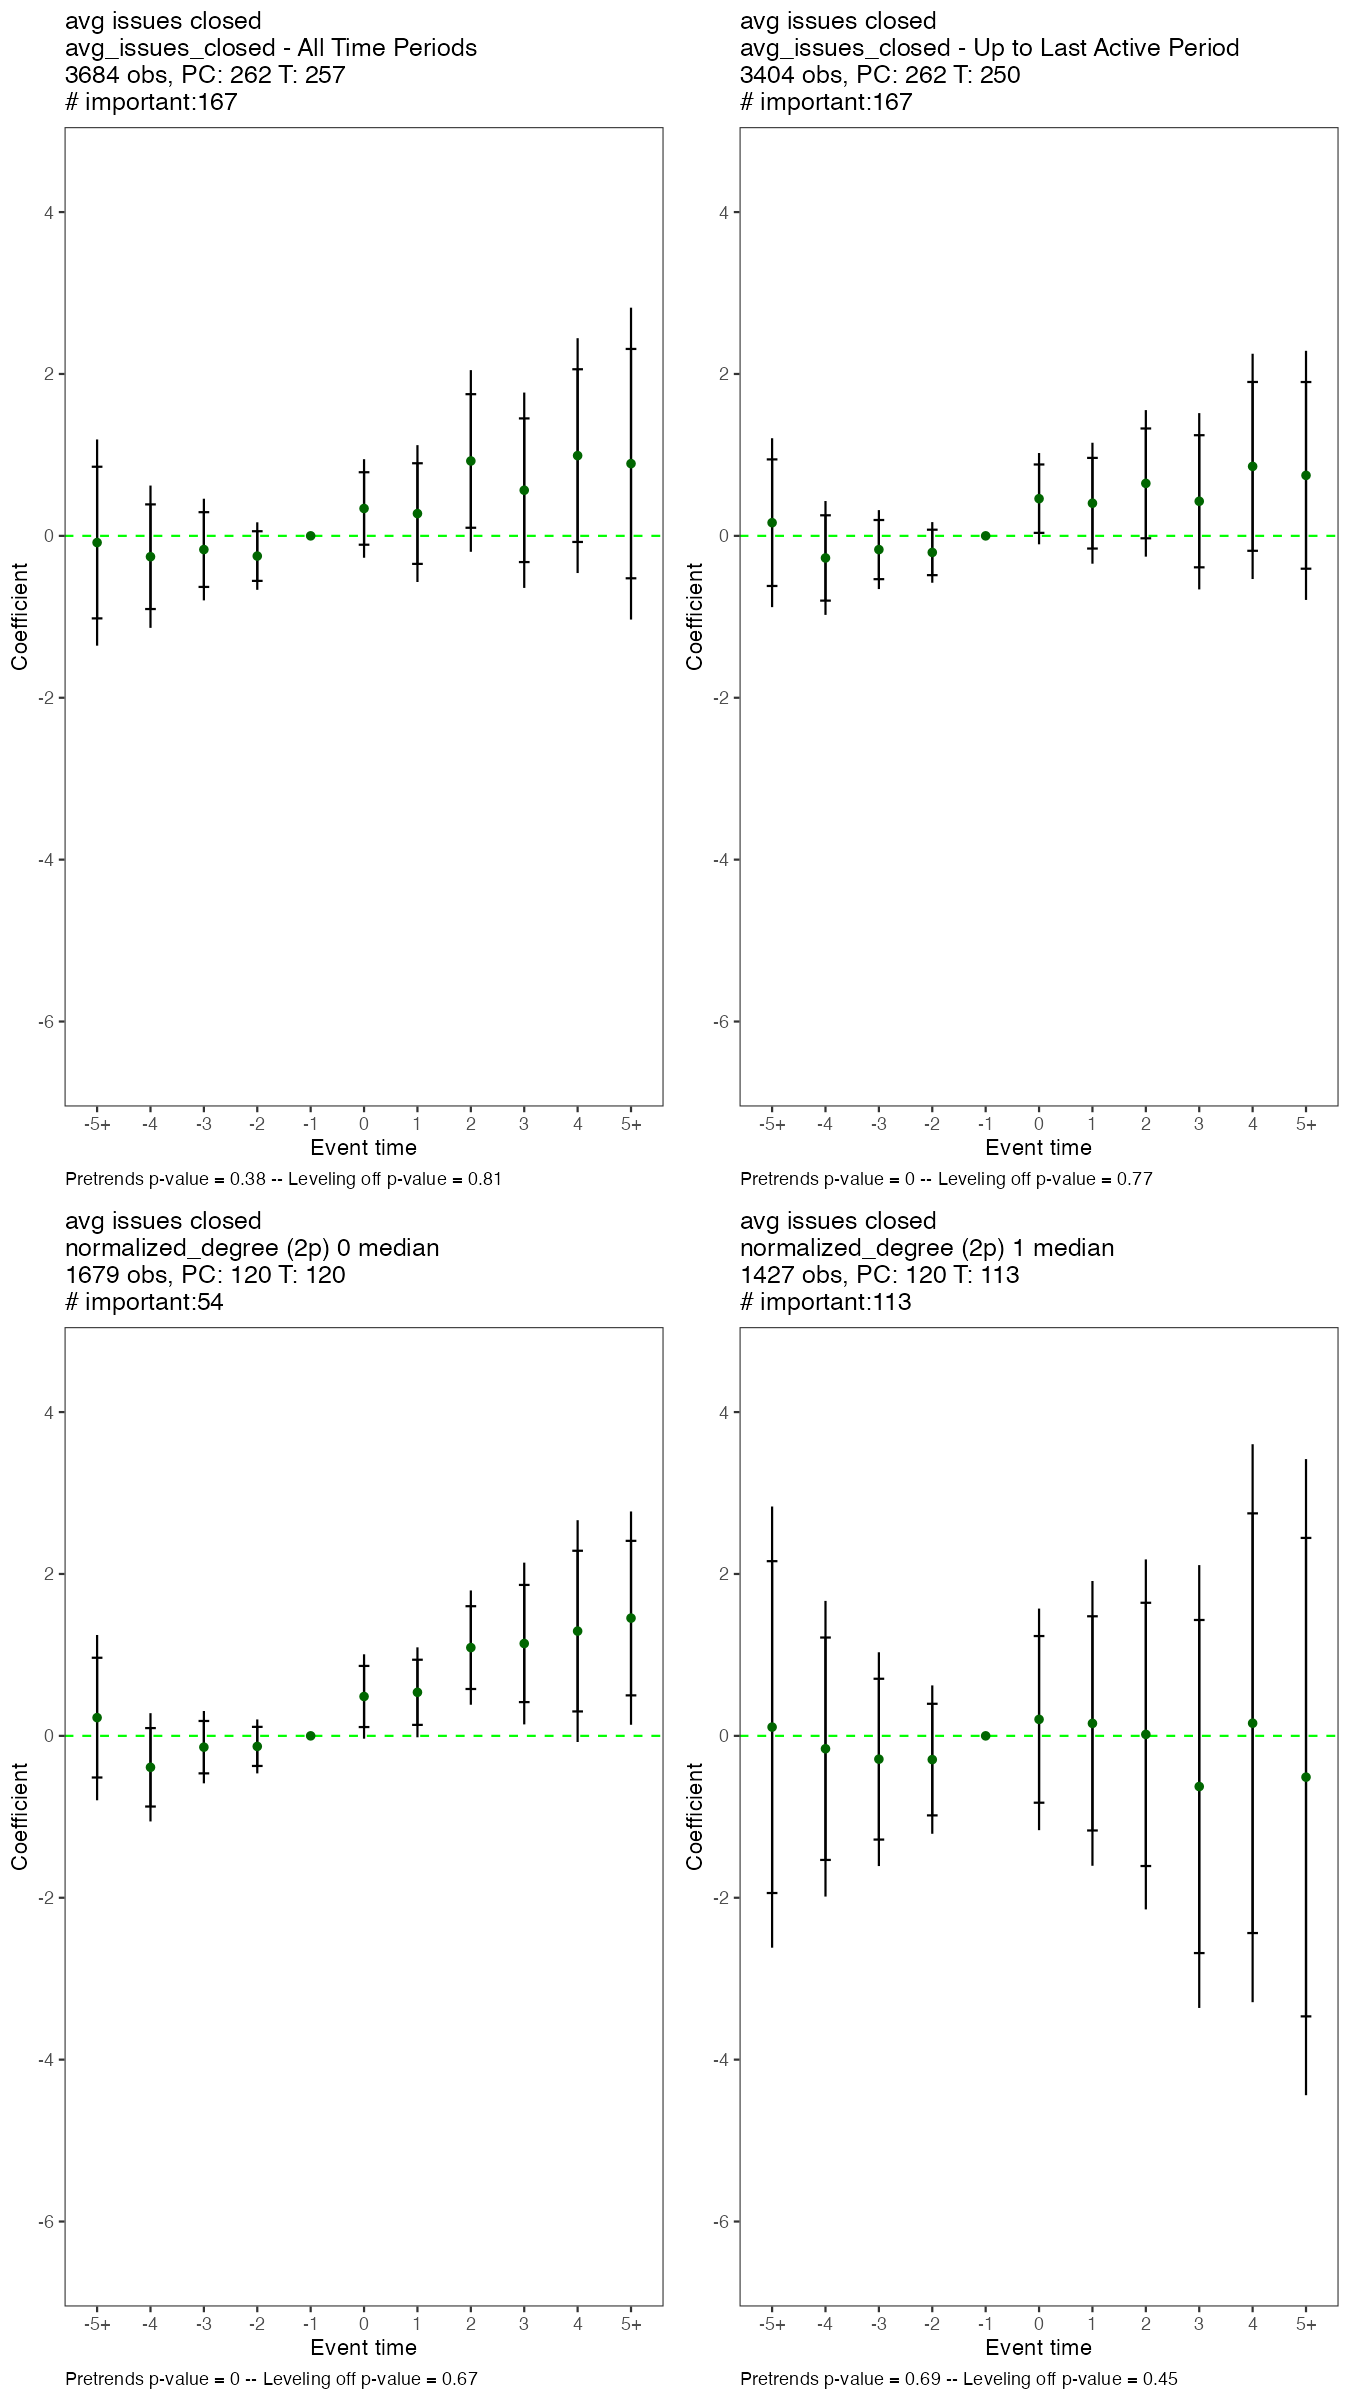 avg issues closed
avg_issues_closed - All Time Periods
3684 obs, PC: 262 T: 257
# important:167
4
2
0
-2
-4
-6
Coefficient
-5+ -4 -3 -2 -1 0 1 2 3 4 5+
Event time
Pretrends p-value = 0.38 -- Leveling off p-value = 0.81
avg issues closed
avg_issues_closed - Up to Last Active Period
3404 obs, PC: 262 T: 250
# important:167
4
2
0
-2
-4
-6
Coefficient
-5+ -4 -3 -2 -1 0 1 2 3 4 5+
Event time
Pretrends p-value = 0 -- Leveling off p-value = 0.77
avg issues closed
normalized_degree (2p) 0 median
1679 obs, PC: 120 T: 120
# important:54
4
2
0
-2
-4
-6
Coefficient
-5+ -4 -3 -2 -1 0 1 2 3 4 5+
Event time
Pretrends p-value = 0 -- Leveling off p-value = 0.67
avg issues closed
normalized_degree (2p) 1 median
1427 obs, PC: 120 T: 113
# important:113
4
2
0
-2
-4
-6
Coefficient
-5+ -4 -3 -2 -1 0 1 2 3 4 5+
Event time
Pretrends p-value = 0.69 -- Leveling off p-value = 0.45